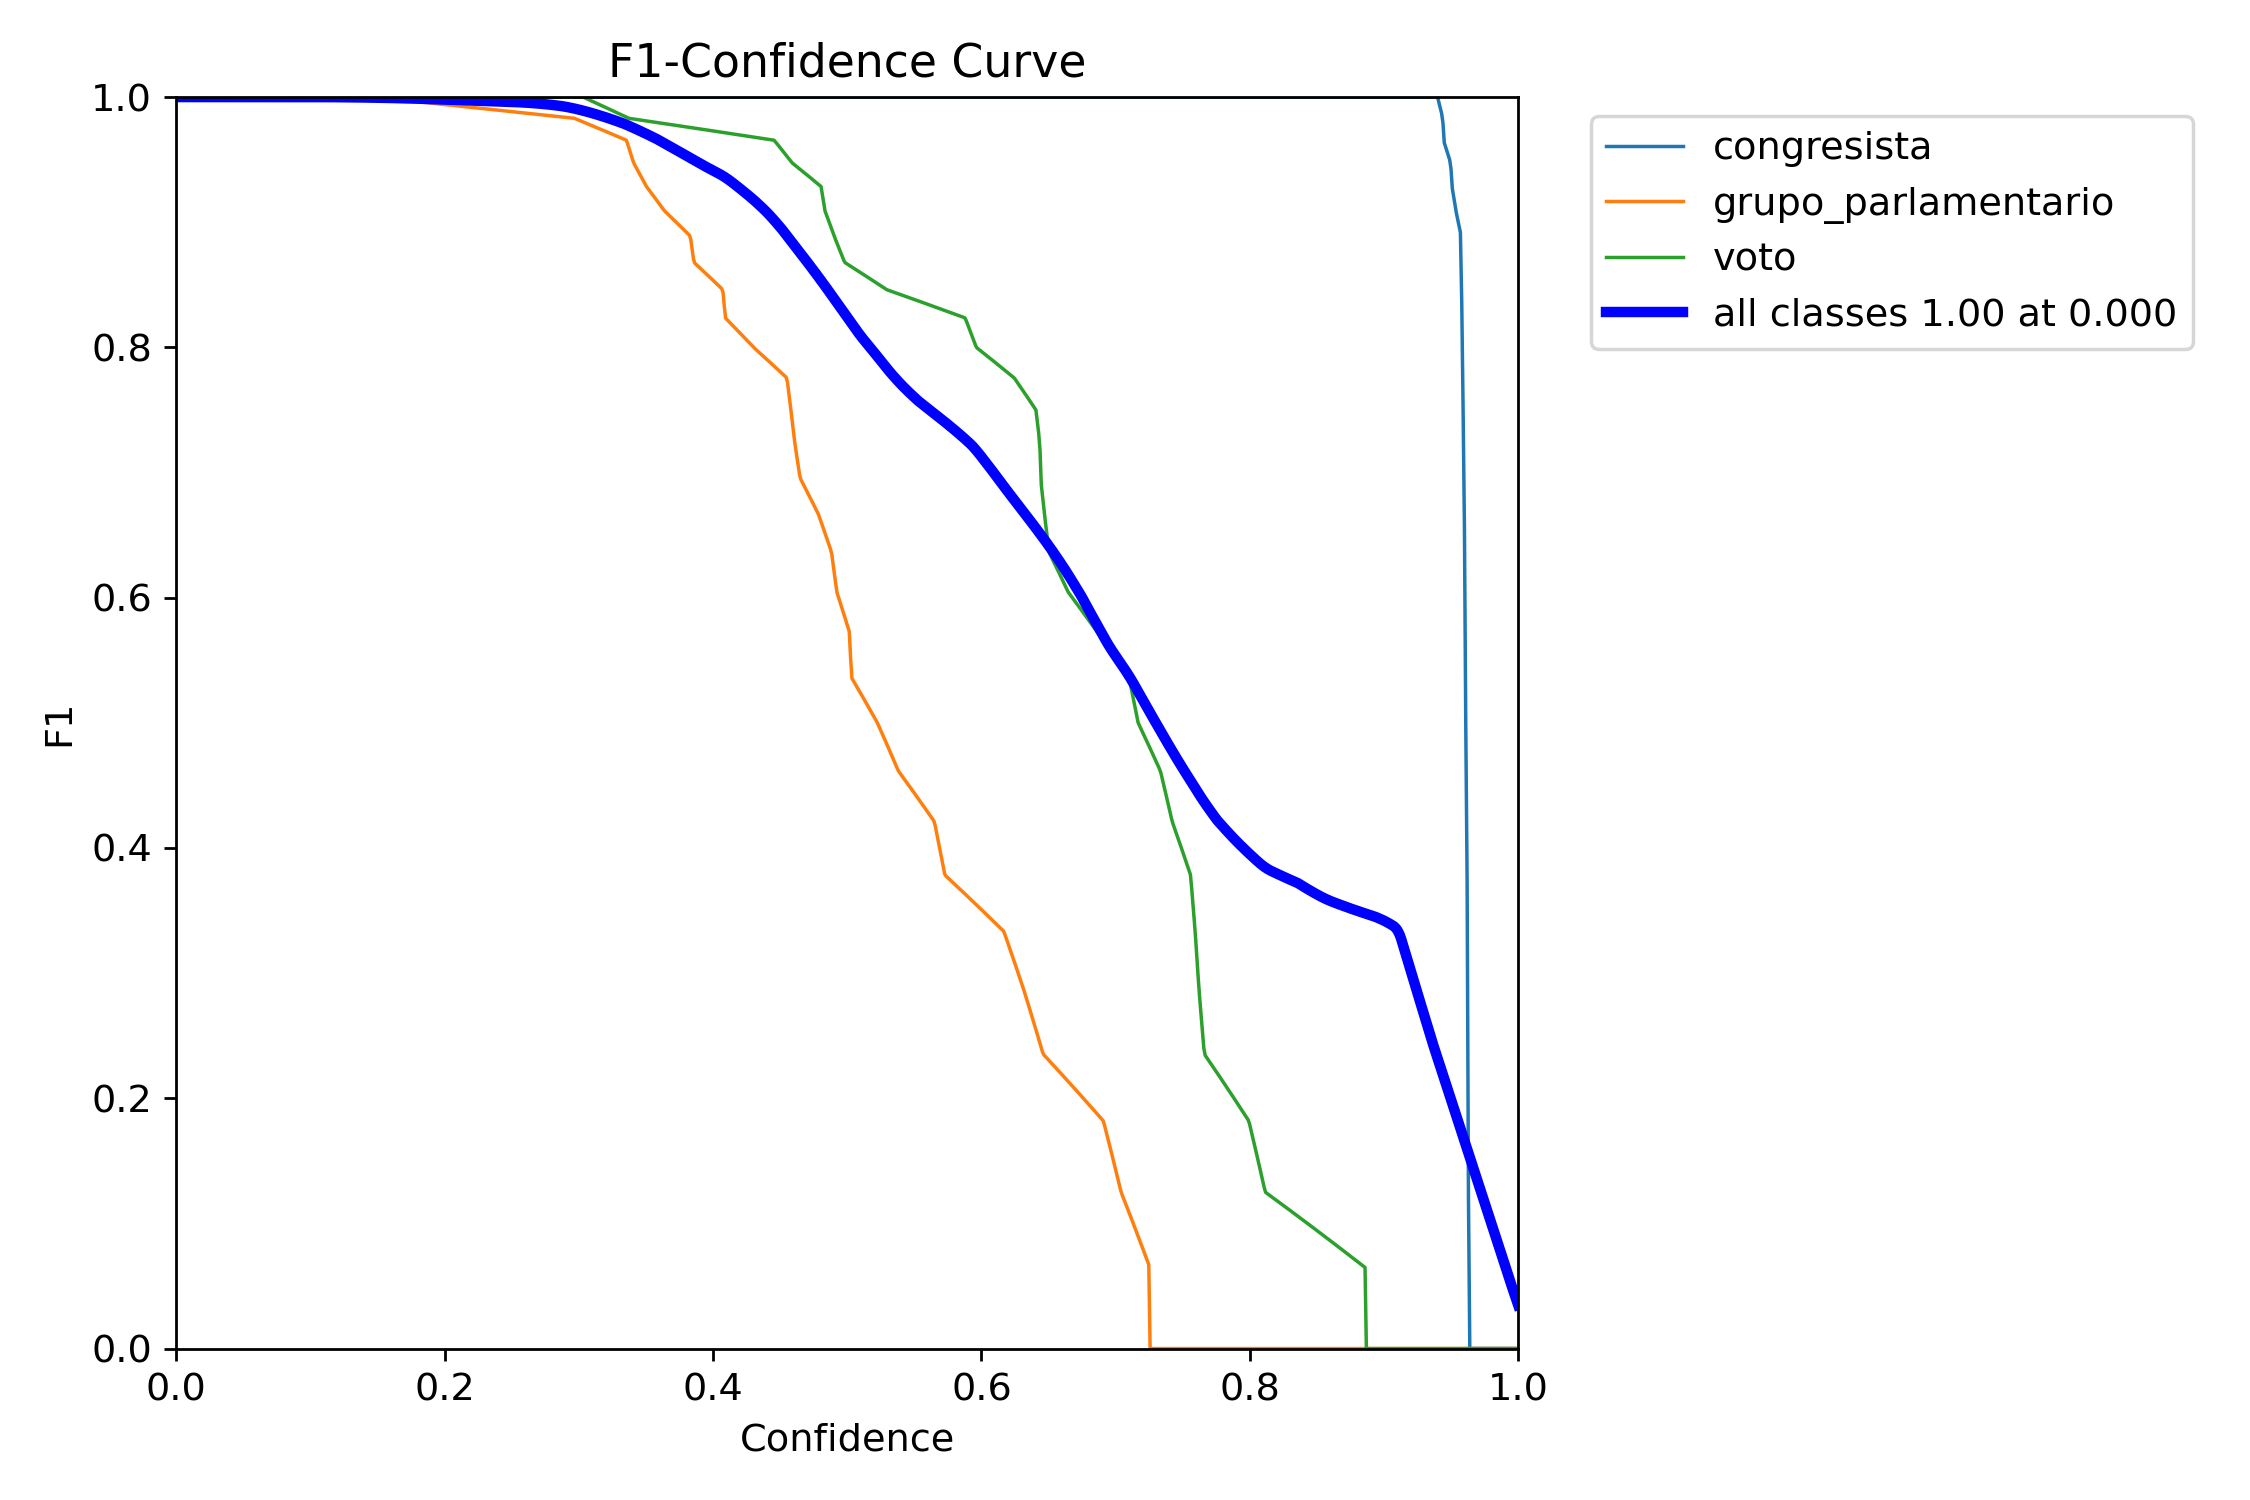 F1-Confidence Curve
1.0
0.8
0.6
0.4
0.2
0.0
F1
0.0 0.2 0.4 0.6 0.8 1.0
Confidence
congresista
grupo_parlamentario
voto
all classes 1.00 at 0.000